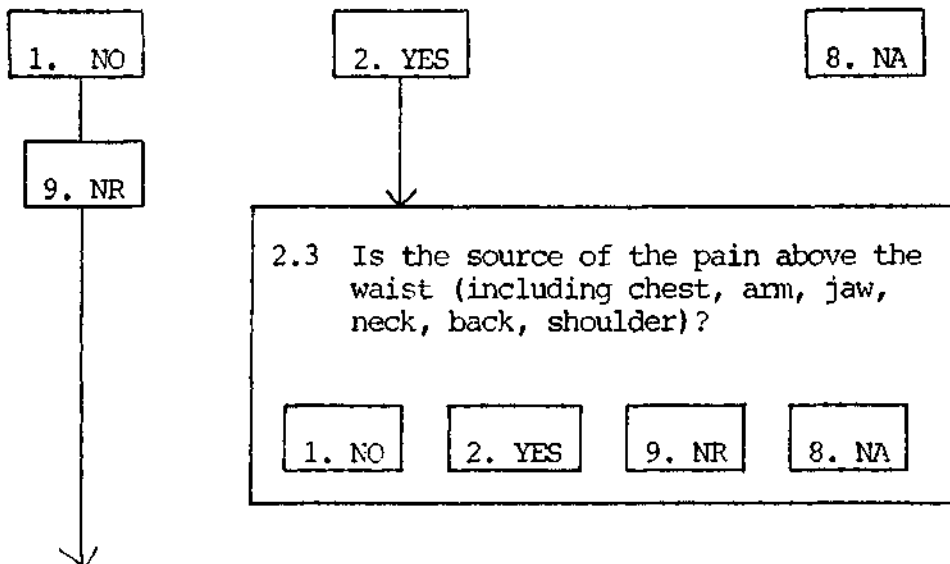 1. NO 2. YES 8. NA
9. NR
2.3 Is the source of the pain above the
waist (including chest, arm, jaw,
neck, back, shoulder)?
1. NO 2. YES 9. NR 8. NA